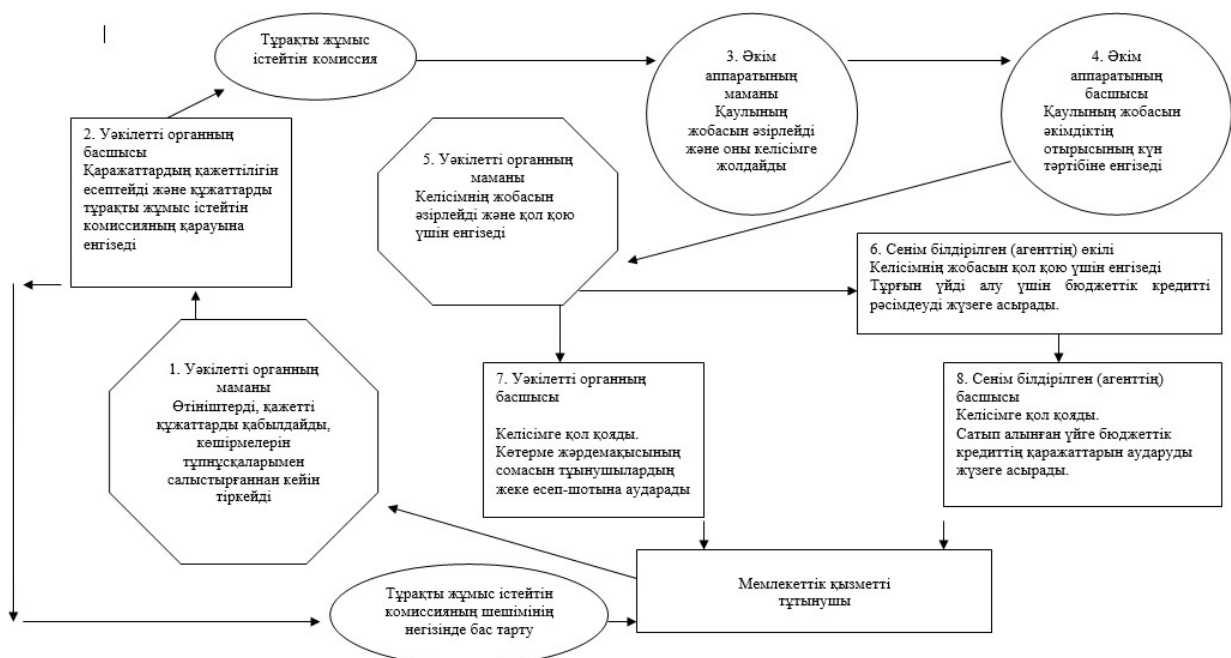 Тұрақты жұмыс
істейтін комиссия
3. Әкім
аппаратының
маманы
Қаулының
жобасын әзірлейді
және оны келісімге
жолдайды
4. Әкім
аппаратының
басшысы
Қаулының жобасын
әкімдіктің
отырысының күн
тәртібіне енгізеді
2. Уәкілетті органның
басшысы
Қаражаттардың қажеттілігін
есептейді және құжаттарды
тұрақты жұмыс істейтін
комиссияның қарауына
енгізеді
5. Уәкілетті органның
маманы
Келісімнің жобасын
әзірлейді және қол қою
үшін енгізеді
6. Сенім білдірілген (агенттің) өкілі
Келісімнің жобасын қол қою үшін енгізеді
Тұрғын үйді алу үшін бюджеттік кредитті
рәсімдеуді жүзеге асырады.
1. Уәкілетті органның
маманы
Өтініштерді, қажетті
құжаттарды қабылдайды,
көшірмелерін
тұпнұсқаларымен
салыстырғаннан кейін
тіркейді
7. Уәкілетті органның
басшысы
Келісімге қол қояды.
Көтерме жәрдемақысының
сомасын тұынушылардың
жеке есеп-шотына аударады
8. Сенім білдірілген (агенттің)
басшысы
Келісімге қол қояды.
Сатып алынған үйге бюджеттік
кредиттің қаражаттарын аударуды
жүзеге асырады.
Тұрақты жұмыс істейтін
комиссияның шешімінің
негізінде бас тарту
Мемлекеттік қызметті
тұтынушы